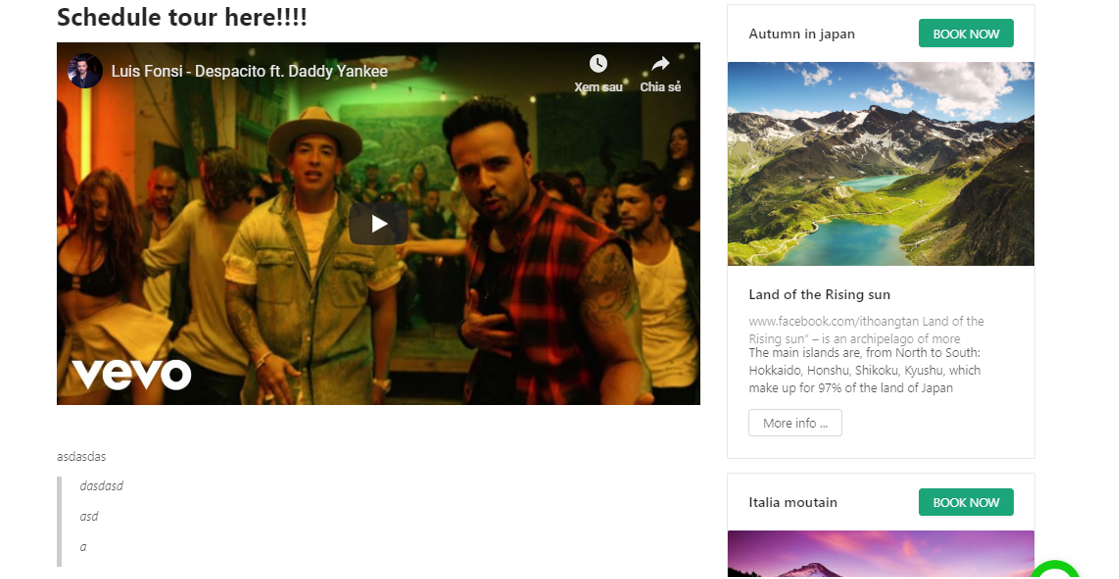 Schedule tour here!!!!
Luis Fonsi - Despacito ft. Daddy Yankee
Xem sau
Chia sẻ
vevo
asdasdas
dasdasd
asd
a
Autumn in japan
BOOK NOW
Land of the Rising sun
www.facebook.com/ithoangtan Land of the
Rising sun" – is an archipelago of more
The main islands are, from North to South:
Hokkaido, Honshu, Shikoku, Kyushu, which
make up for 97% of the land of Japan
More info ...
Italia moutain
BOOK NOW